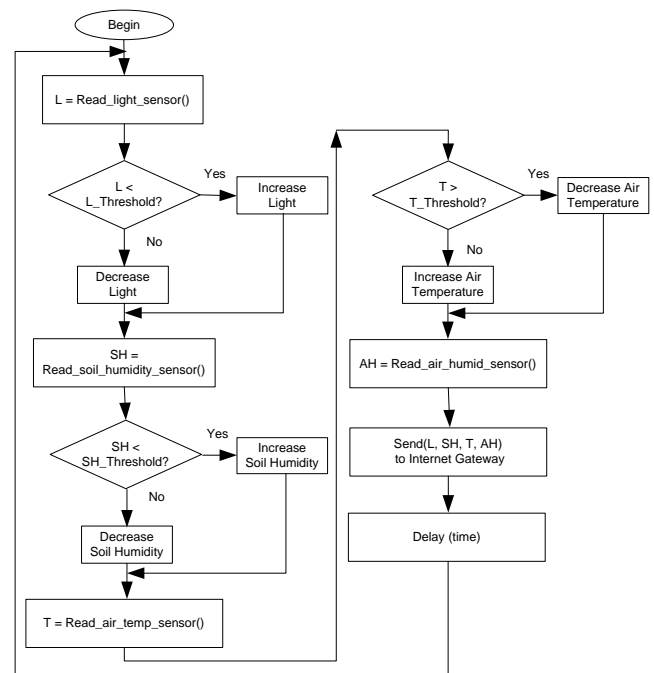 Begin
L = Read_light_sensor()
L <
L_Threshold?
Yes
Increase
Light
No
Decrease
Light
SH =
Read_soil_humidity_sensor()
SH <
SH_Threshold?
Yes
Increase
Soil Humidity
No
Decrease
Soil Humidity
T = Read_air_temp_sensor()
T >
T_Threshold?
Yes
Decrease Air
Temperature
No
Increase Air
Temperature
AH = Read_air_humid_sensor()
Send(L, SH, T, AH)
to Internet Gateway
Delay (time)